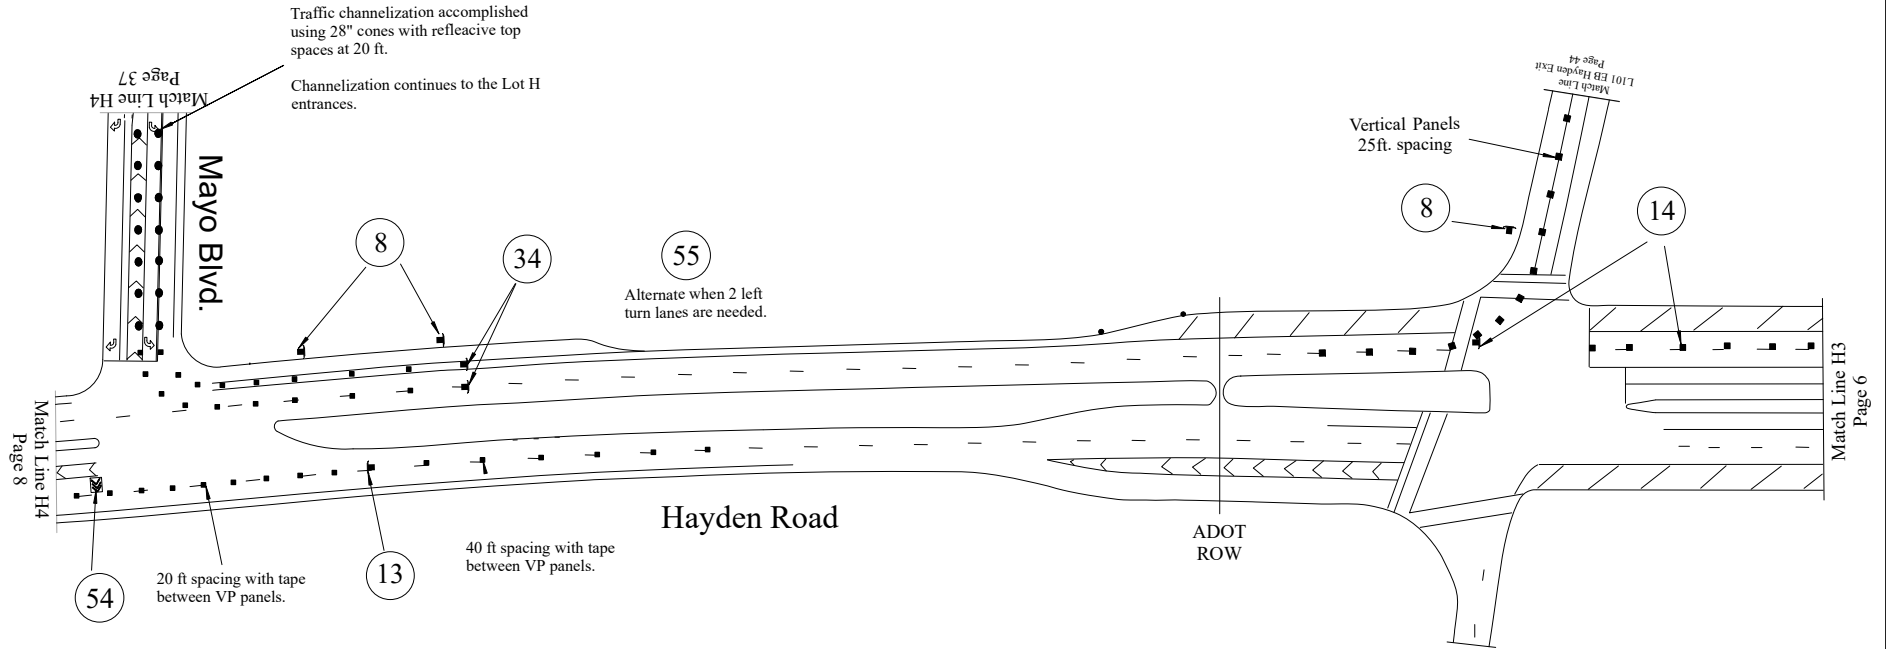 Traffic channelization accomplished
using 28" cones with refleacive top
spaces at 20 ft.
Channelization continues to the Lot H
entrances.
Match Line H4
Page 37
Mayo Blvd.
8
34
55
Alternate when 2 left
turn lanes are needed.
Match Line
L101 EB Hayden Exit
Page 44
Vertical Panels
25ft. spacing
8
14
Match Line H3
Page 6
Match Line H4
Page 8
Hayden Road
ADOT
ROW
54
20 ft spacing with tape
between VP panels.
13
40 ft spacing with tape
between VP panels.